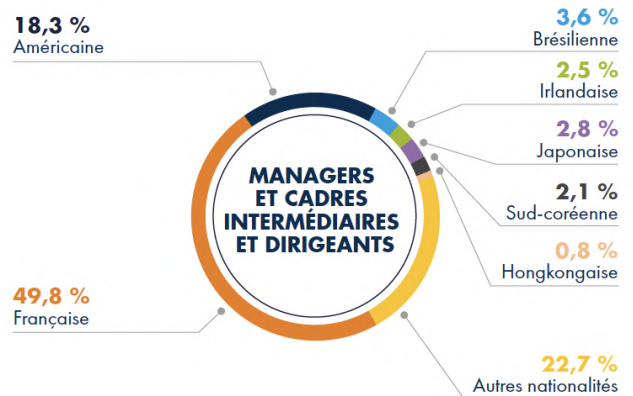 18,3 %
Américaine
3,6 %
Brésilienne
2,5 %
Irlandaise
2,8 %
Japonaise
2,1 %
Sud-coréenne
0,8 %
Hongkongaise
MANAGERS
ET CADRES
INTERMÉDIAIRES
ET DIRIGEANTS
49,8 %
Française
22,7 %
Autres nationalités